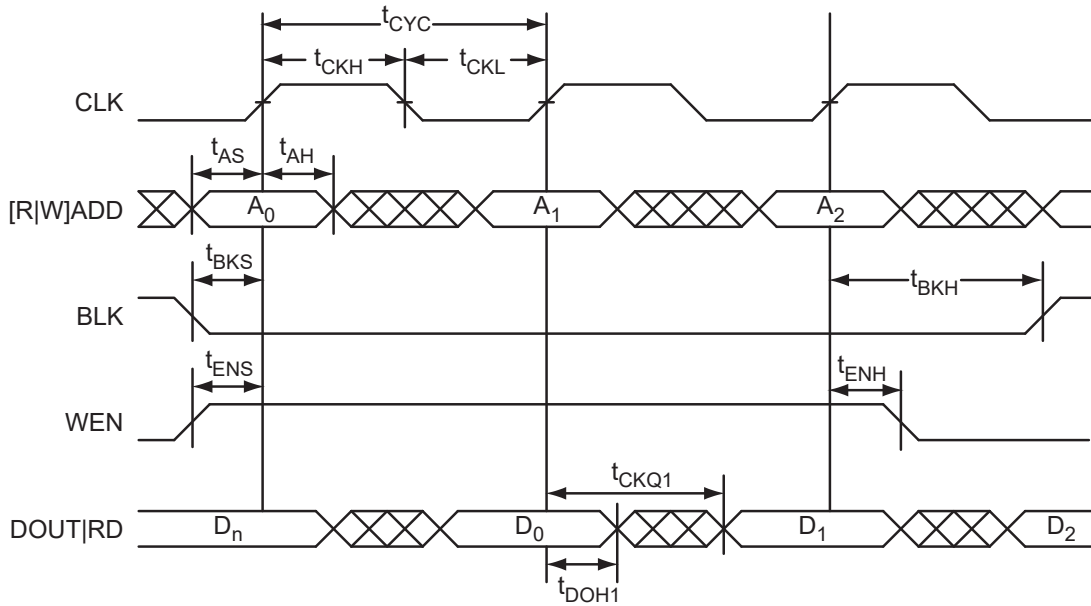 tCYC
tCKH tCKL
CLK
tAS tAH
[R|W]ADD A0 A1 A2
tBKS tBKH
BLK
tENS tENH
WEN
tCKQ1
DOUT|RD Dn D0 D1 D2
tDOH1